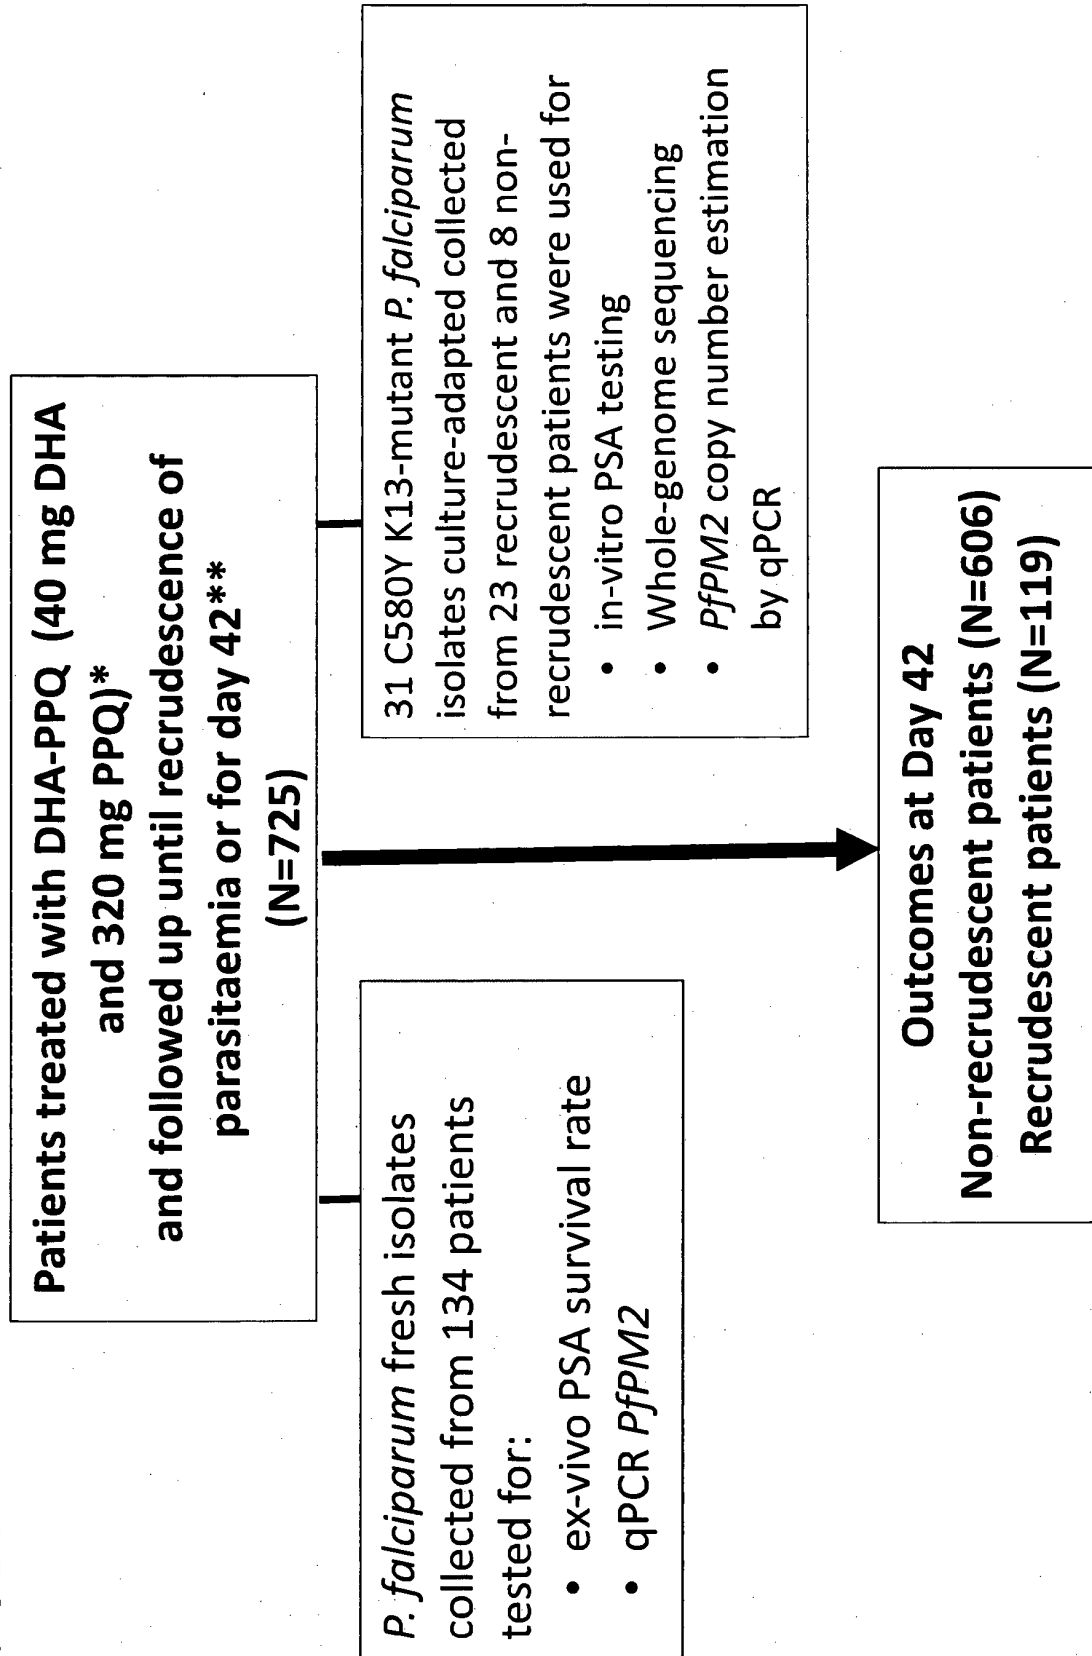 Patients treated with DHA-PPQ (40 mg DHA
and 320 mg PPQ)*
and followed up until recrudescence of
parasitaemia or for day 42**
(N=725)
P. falciparum fresh isolates
collected from 134 patients
tested for:
• ex-vivo PSA survival rate
• qPCR PfPM2
31 C580Y K13-mutant P. falciparum
isolates culture-adapted collected
from 23 recrudescent and 8 non-
recrudescent patients were used for
• in-vitro PSA testing
• Whole-genome sequencing
• PfPM2 copy number estimation
by qPCR
Outcomes at Day 42
Non-recrudescent patients (N=606)
Recrudescent patients (N=119)